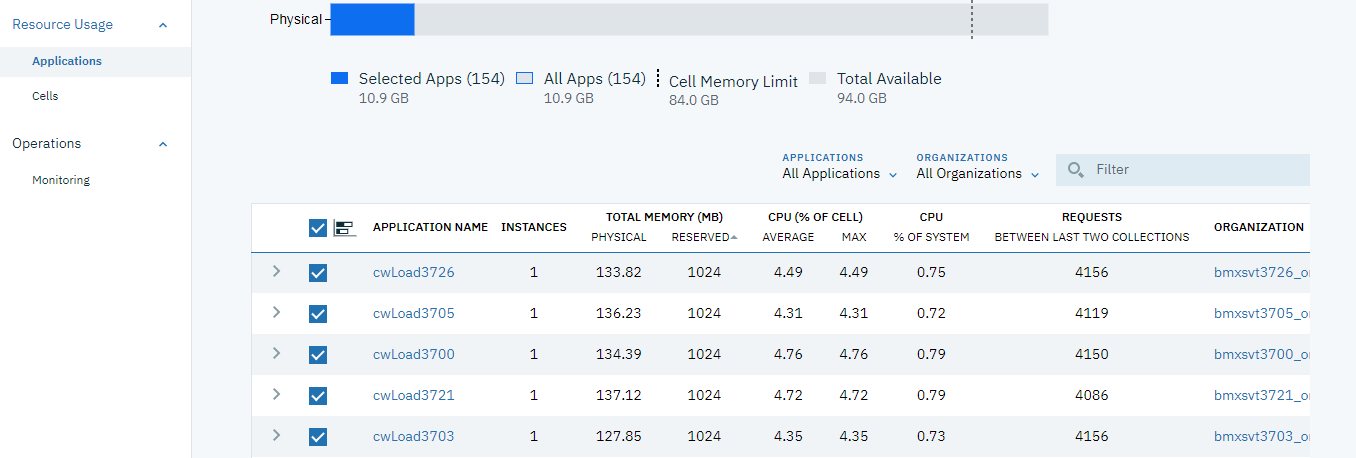 Resource Usage
Applications
Cells
Operations
Monitoring
Physical
Selected Apps (154)
10.9 GB
All Apps (154)
10.9 GB
Cell Memory Limit
84.0 GB
Total Available
94.0 GB
APPLICATIONS
All Applications
ORGANIZATIONS
All Organizations
Filter
APPLICATION NAME INSTANCES TOTAL MEMORY (MB) CPU (% OF CELL) CPU REQUESTS ORGANIZATION
PHYSICAL RESERVED AVERAGE MAX % OF SYSTEM BETWEEN LAST TWO COLLECTIONS
cwLoad3726 1 133.82 1024 4.49 4.49 0.75 4156 bmxsvt3726_o
cwLoad3705 1 136.23 1024 4.31 4.31 0.72 4119 bmxsvt3705_o
cwLoad3700 1 134.39 1024 4.76 4.76 0.79 4150 bmxsvt3700_o
cwLoad3721 1 137.12 1024 4.72 4.72 0.79 4086 bmxsvt3721_o
cwLoad3703 1 127.85 1024 4.35 4.35 0.73 4156 bmxsvt3703_o